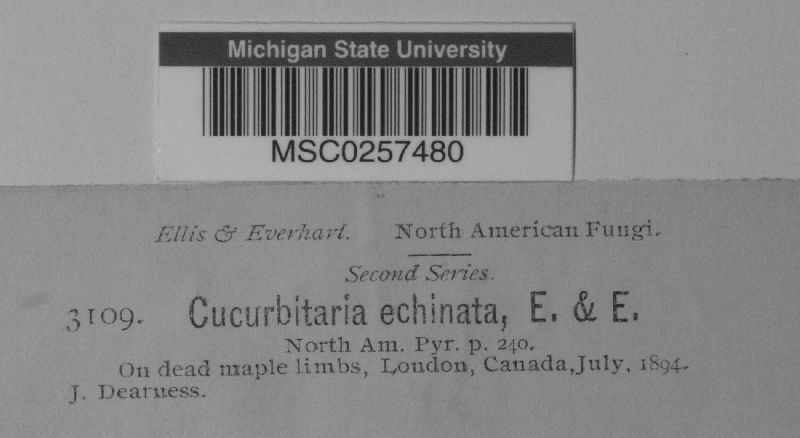 Michigan State University
MSC0257480
Ellis & Everhart. North American Fungi.
Second Series.
3109. Cucurbitaria echinata, E. & E.
North Am. Pyr. p. 240.
On dead maple limbs, London, Canada, July, 1894.
J. Dearness.